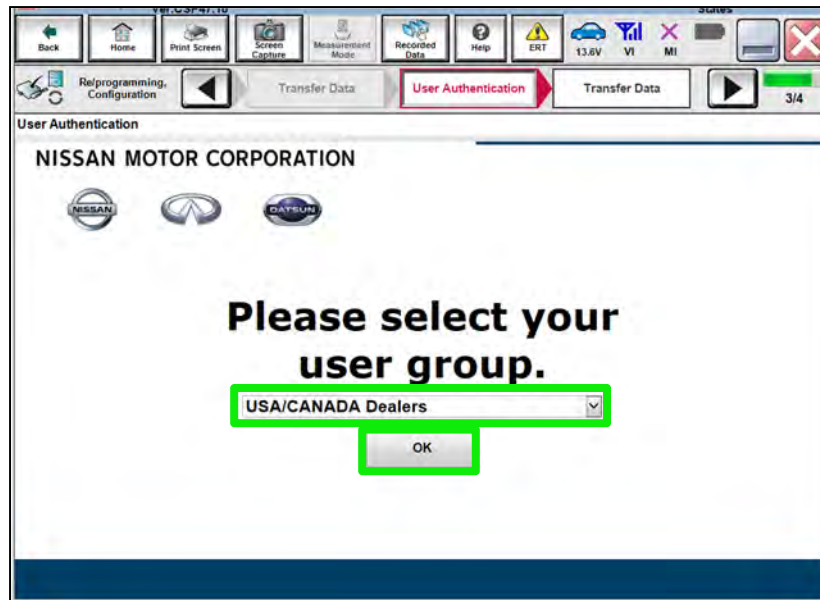 Back
Home
Print Screen
Screen
Capture
Measurement
Mode
Recorded
Data
Help
ERT
13.6V
VI
MI
Re/programming,
Configuration
Transfer Data
User Authentication
Transfer Data
3/4
User Authentication
NISSAN MOTOR CORPORATION
NISSAN
DATSUN
Please select your
user group.
USA/CANADA Dealers
OK